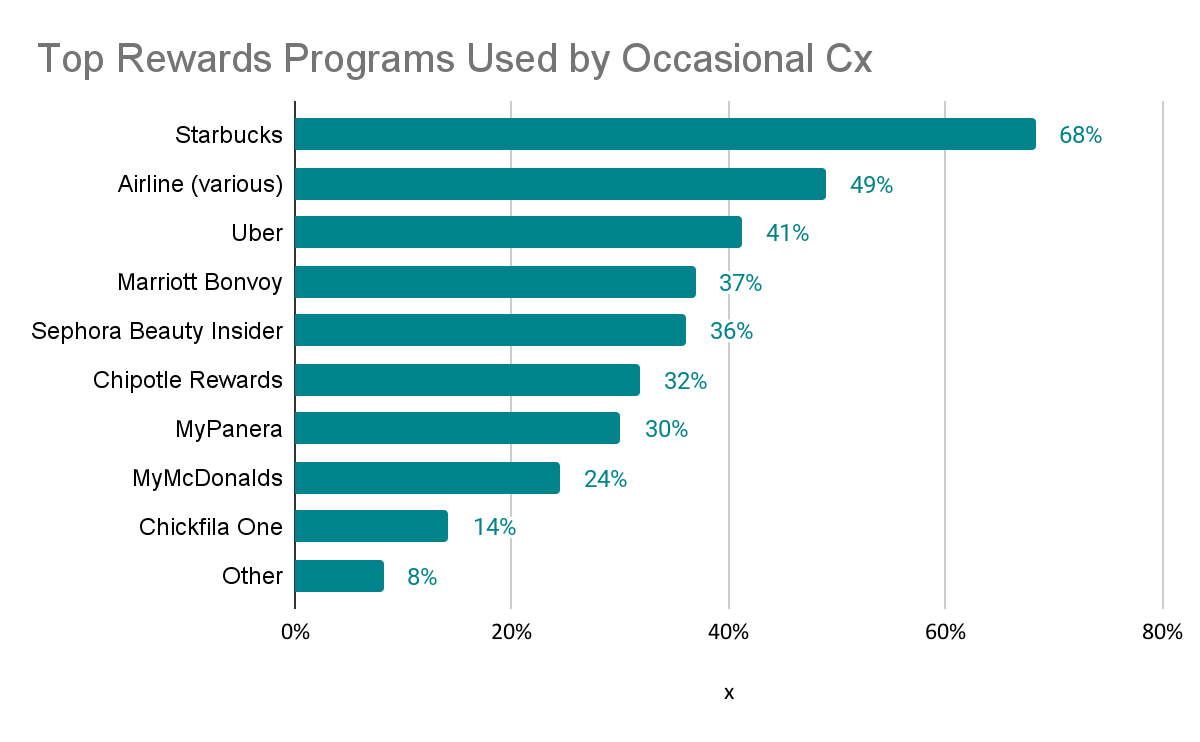 Top Rewards Programs Used by Occasional Cx
Starbucks 68%
Airline (various) 49%
Uber 41%
Marriott Bonvoy 37%
Sephora Beauty Insider 36%
Chipotle Rewards 32%
MyPanera 30%
MyMcDonalds 24%
Chickfila One 14%
Other 8%
0% 20% 40% 60% 80%
x